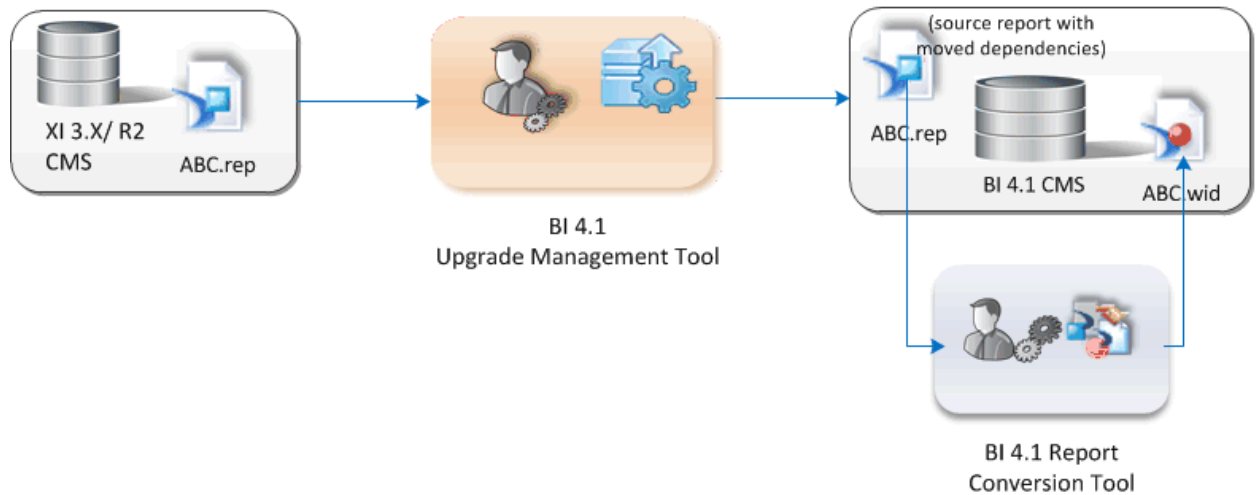 XI 3.X/ R2
CMS
ABC.rep
BI 4.1
Upgrade Management Tool
(source report with
moved dependencies)
ABC.rep
BI 4.1 CMS
ABC.wid
BI 4.1 Report
Conversion Tool